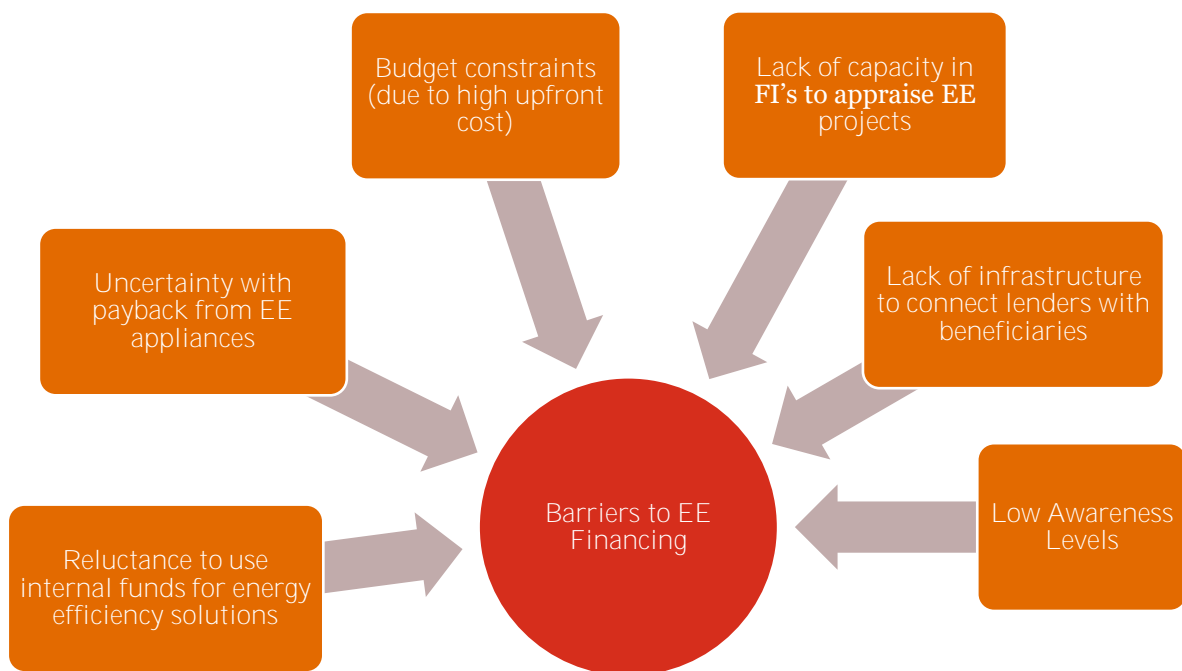 Budget constraints
(due to high upfront
cost)
Lack of capacity in
FI’s to appraise EE
projects
Uncertainty with
payback from EE
appliances
Lack of infrastructure
to connect lenders with
beneficiaries
Reluctance to use
internal funds for energy
efficiency solutions
Barriers to EE
Financing
Low Awareness
Levels